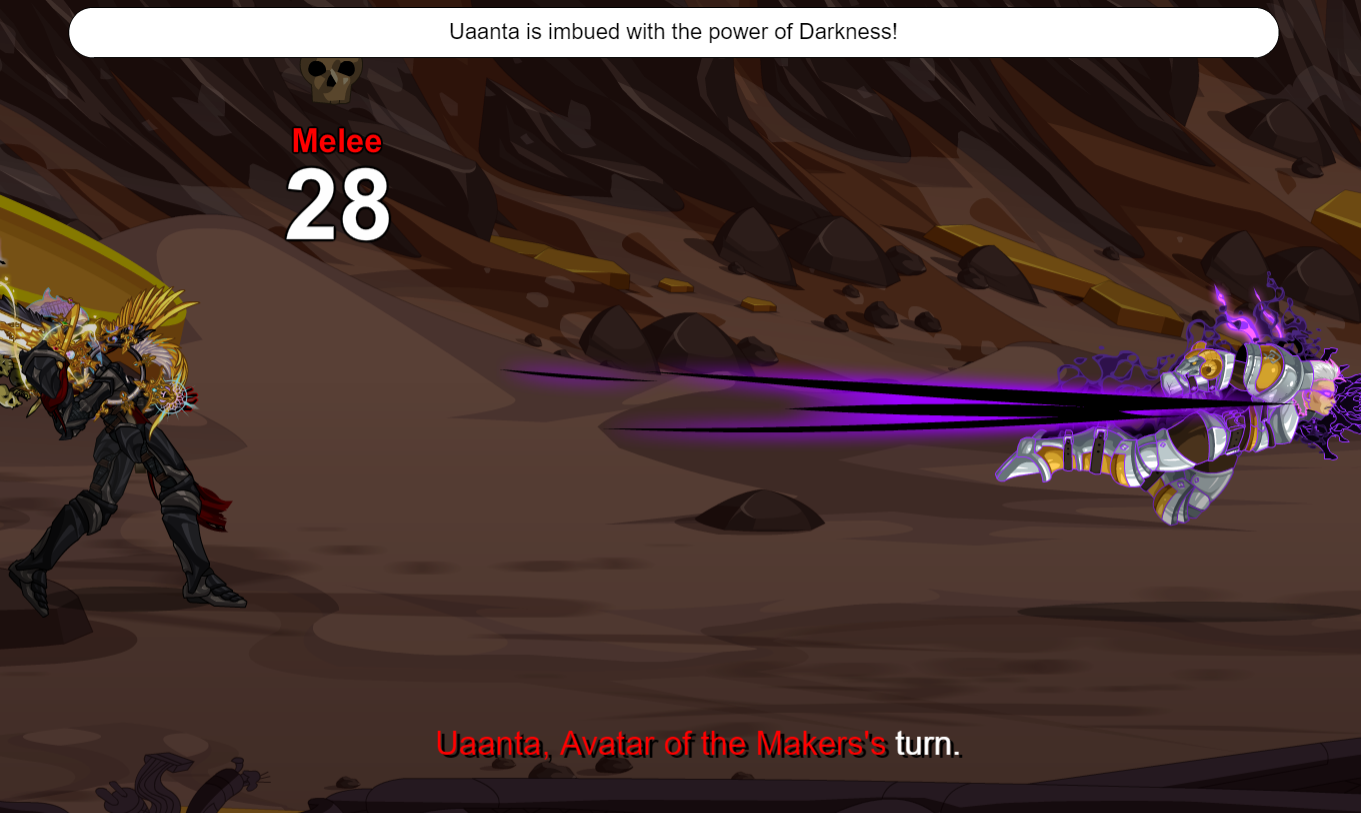 Uaanta is imbued with the power of Darkness!
Melee
28
Uaanta, Avatar of the Makers's turn.